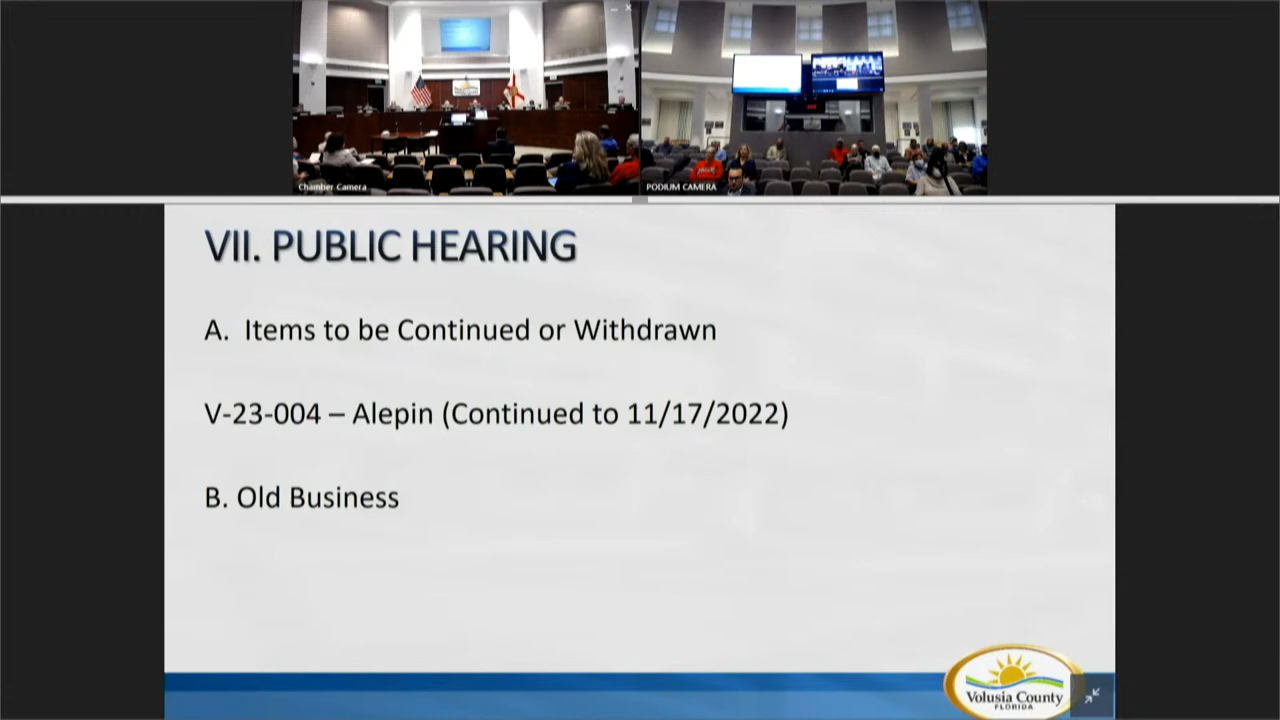 Chamber Camera
PODIUM CAMERA
VII. PUBLIC HEARING
A. Items to be Continued or Withdrawn
V-23-004 – Alepin (Continued to 11/17/2022)
B. Old Business
Volusia County
FLORIDA